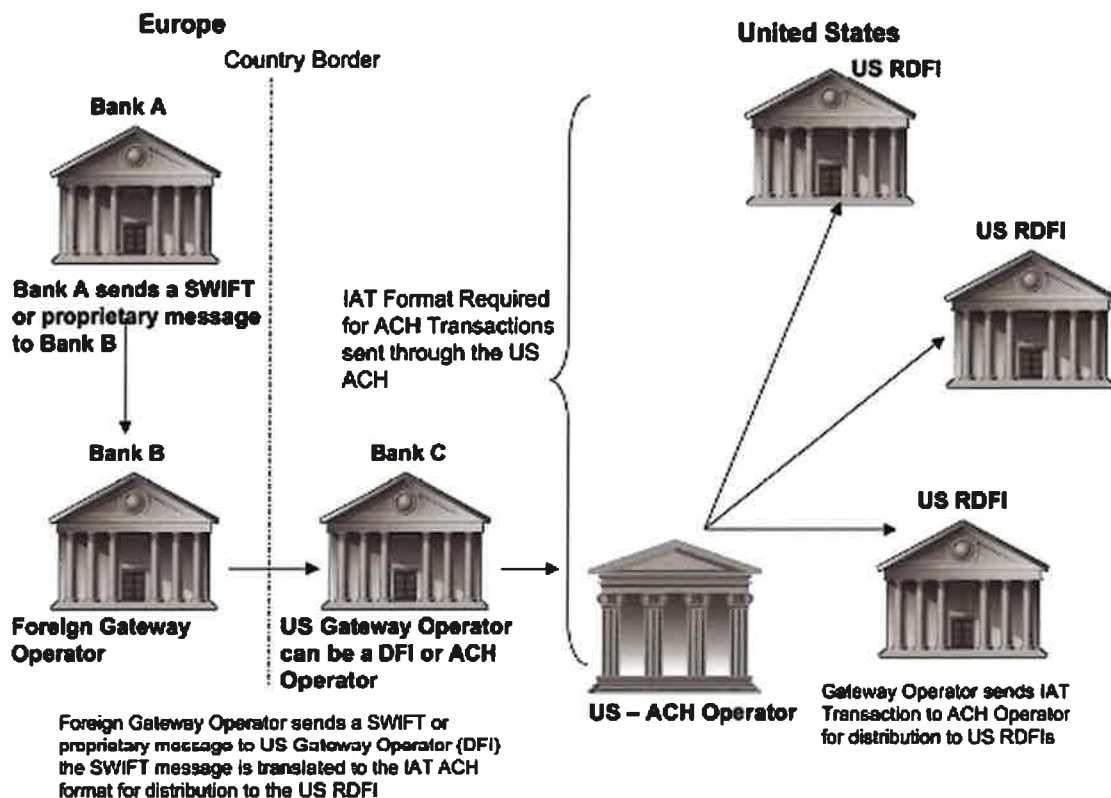 Europe
Country Border
United States
US RDFI
Bank A
Bank A sends a SWIFT
or proprietary message
to Bank B
US RDFI
IAT Format Required
for ACH Transactions
sent through the US
ACH
Bank B
Bank C
US RDFI
Foreign Gateway
Operator
US Gateway Operator
can be a DFI or ACH
Operator
US – ACH Operator
Gateway Operator sends IAT
Transaction to ACH Operator
for distribution to US RDFIs
Foreign Gateway Operator sends a SWIFT or
proprietary message to US Gateway Operator (DFI)
the SWIFT message is translated to the IAT ACH
format for distribution to the US RDFI